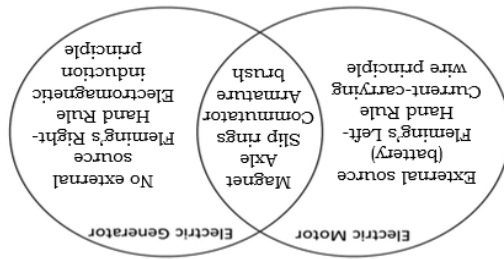 Electric Motor
Electric Generator
External source
(battery)
Fleming's Left-
Hand Rule
Current-carrying
wire principle
Magnet
Axle
Slip rings
Commutator
Armature
brush
No external
source
Fleming's Right-
Hand Rule
Electromagnetic
induction
principle